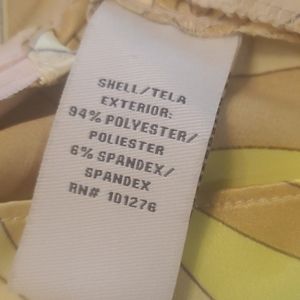 SHELL/TELA
EXTERIOR:
94% POLYESTER/
POLIESTER
6% SPANDEX/
SPANDEX
RN# 101276